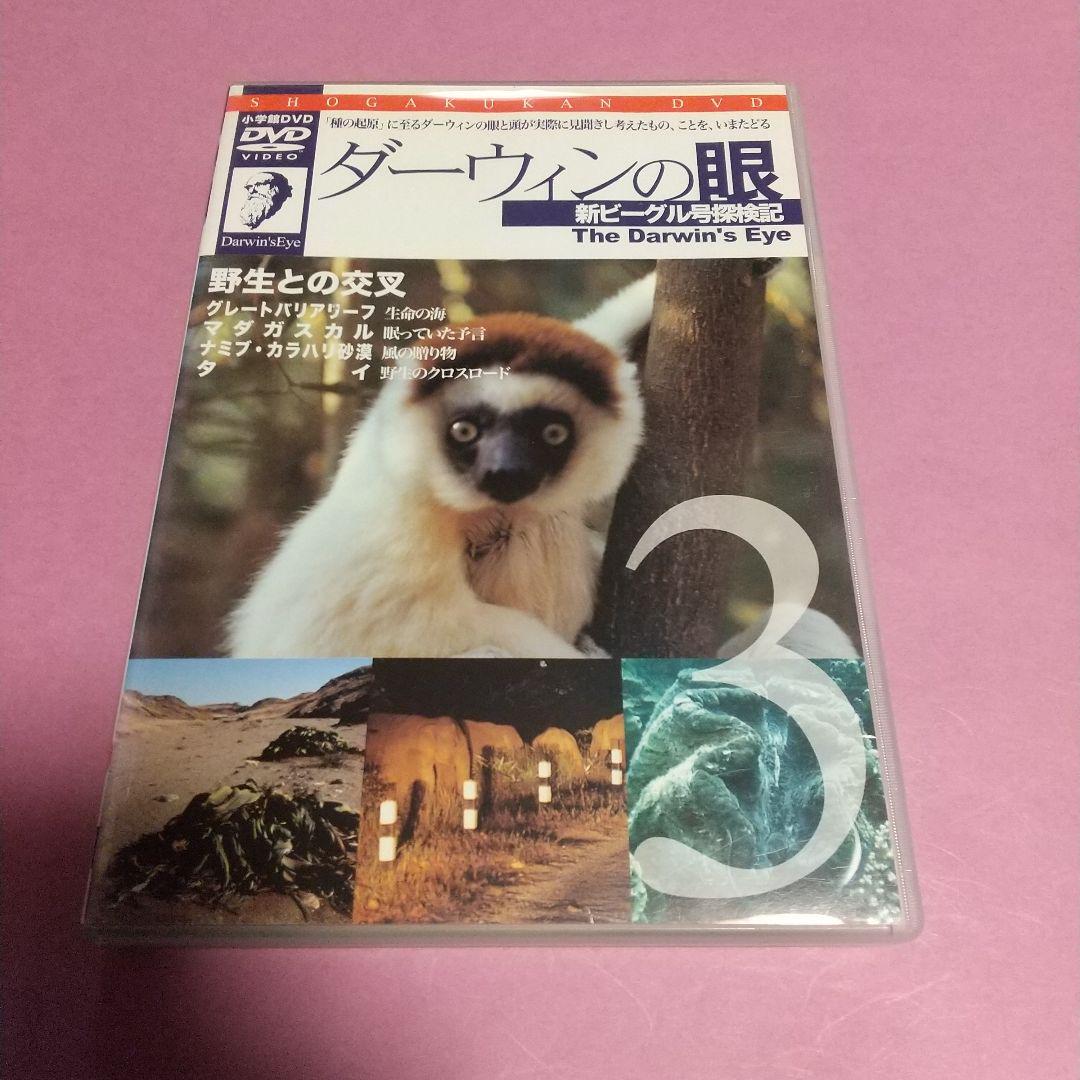 SHOGAKUKAN DVD
小学館DVD
DVD
VIDEO
Darwin'sEye
「種の起原」に至るダーウィンの眼と頭が実際に見聞きし考えたもの、ことを、いまたどる
ダーウィンの眼
新ビーグル号探検記
The Darwin's Eye
野生との交叉
グレートバリアリーフ 生命の海
マダガスカル 眠っていた予言
ナミブ・カラハリ砂漠 風の贈り物
タイ 野生のクロスロード
3